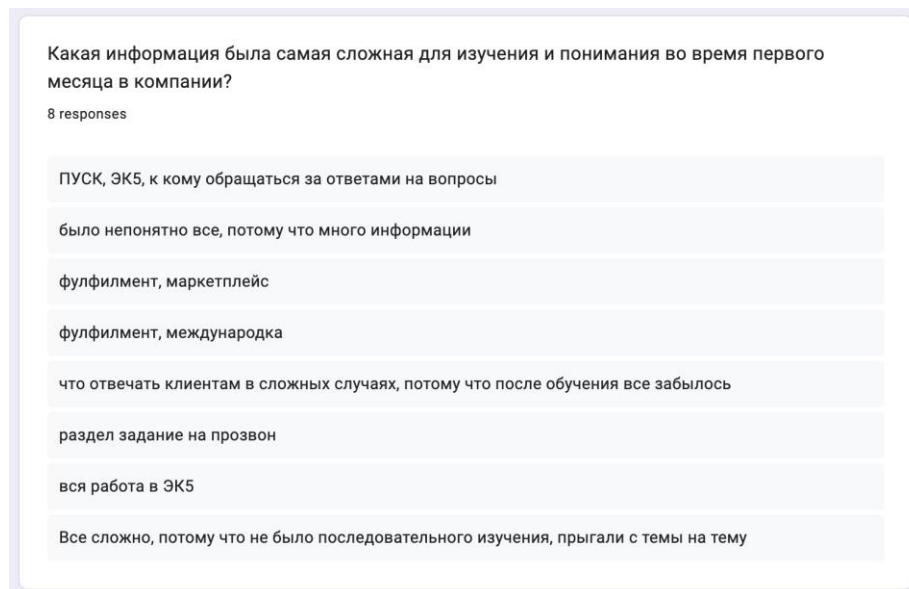 Какая информация была самая сложная для изучения и понимания во время первого
месяца в компании?
8 responses
ПУСК, ЭК5, к кому обращаться за ответами на вопросы
было непонятно все, потому что много информации
фулфилмент, маркетплейс
фулфилмент, международка
что отвечать клиентам в сложных случаях, потому что после обучения все забылось
раздел задание на прозвон
вся работа в ЭК5
Все сложно, потому что не было последовательного изучения, прыгали с темы на тему